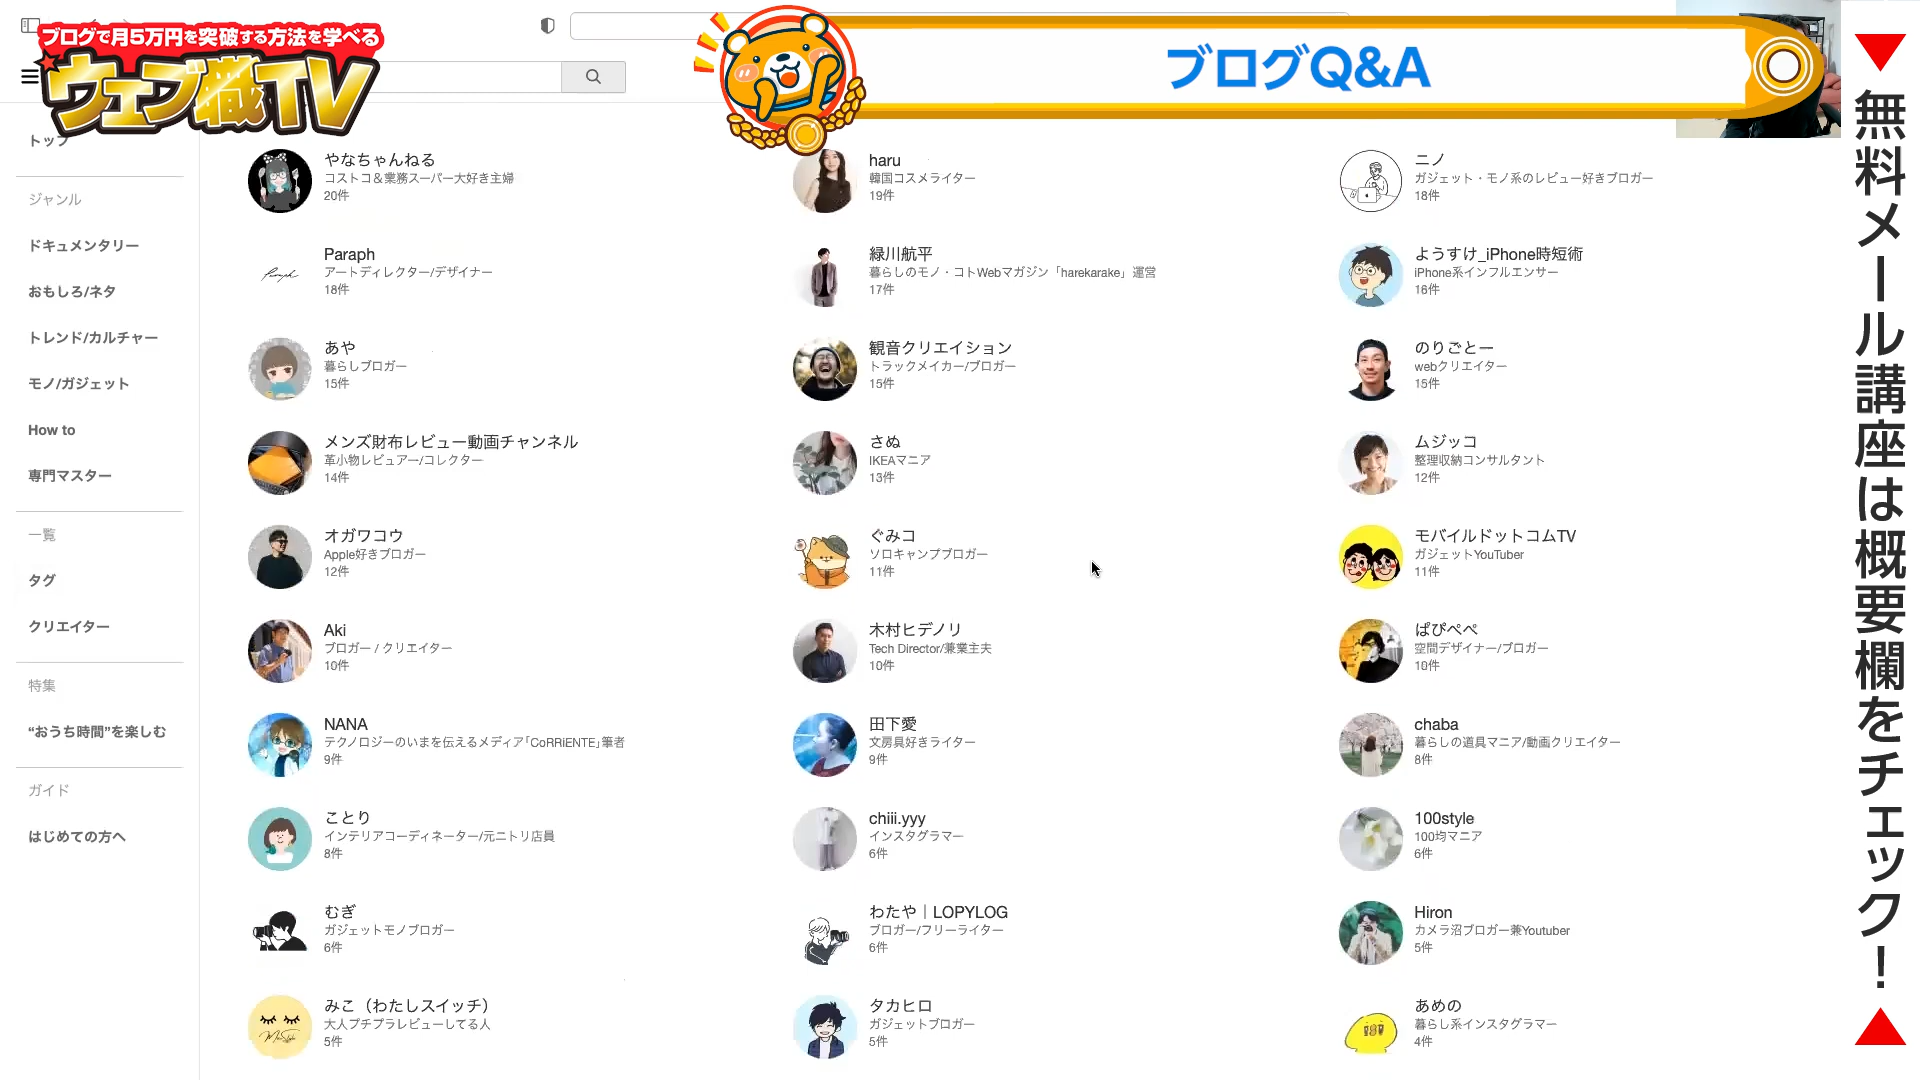 ブログで月5万円を突破する方法を学べる
ウェブ職TV
ブログQ&A
トップ
ジャンル
ドキュメンタリー
おもしろ/ネタ
トレンド/カルチャー
モノ/ガジェット
How to
専門マスター
一覧
タグ
クリエイター
特集
“おうち時間”を楽しむ
ガイド
はじめての方へ
やなちゃんねる
コストコ＆業務スーパー大好き主婦
20件
haru
韓国コスメライター
19件
ニノ
ガジェット・モノ系のレビュー好きブロガー
18件
Paraph
アートディレクター/デザイナー
18件
緑川航平
暮らしのモノ・コトWebマガジン「harekarake」運営
17件
ようすけ_iPhone時短術
iPhone系インフルエンサー
16件
あや
暮らしブロガー
15件
観音クリエイション
トラックメイカー/ブロガー
15件
のりごとー
webクリエイター
15件
メンズ財布レビュー動画チャンネル
革小物レビュアー/コレクター
14件
さぬ
IKEAマニア
13件
ムジッコ
整理収納コンサルタント
12件
オガワコウ
Apple好きブロガー
12件
ぐみコ
ソロキャンプブロガー
11件
モバイルドットコムTV
ガジェットYouTuber
11件
Aki
ブロガー / クリエイター
10件
木村ヒデノリ
Tech Director/兼業主夫
10件
ぱぴぺぺ
空間デザイナー/ブロガー
10件
NANA
テクノロジーのいまを伝えるメディア｢CoRRiENTE｣筆者
9件
田下愛
文房具好きライター
9件
chaba
暮らしの道具マニア/動画クリエイター
8件
ことり
インテリアコーディネーター/元ニトリ店員
8件
chiii.yyy
インスタグラマー
6件
100style
100均マニア
6件
むぎ
ガジェットモノブロガー
6件
わたや｜LOPYLOG
ブロガー/フリーライター
6件
Hiron
カメラ沼ブロガー兼Youtuber
5件
みこ（わたしスイッチ）
大人プチプラレビューしてる人
5件
タカヒロ
ガジェットブロガー
5件
あめの
暮らし系インスタグラマー
4件
無料メール講座は概要欄をチェック！